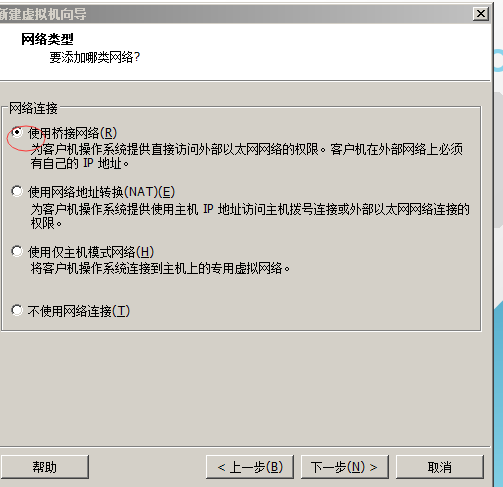 新建虚拟机向导
网络类型
要添加哪类网络?
网络连接
使用桥接网络(R)
为客户机操作系统提供直接访问外部以太网网络的权限。客户机在外部网络上必须
有自己的 IP 地址。
使用网络地址转换(NAT)(E)
为客户机操作系统提供使用主机 IP 地址访问主机拨号连接或外部以太网网络连接的
权限。
使用仅主机模式网络(H)
将客户机操作系统连接到主机上的专用虚拟网络。
不使用网络连接(T)
帮助
< 上一步(B)
下一步(N) >
取消